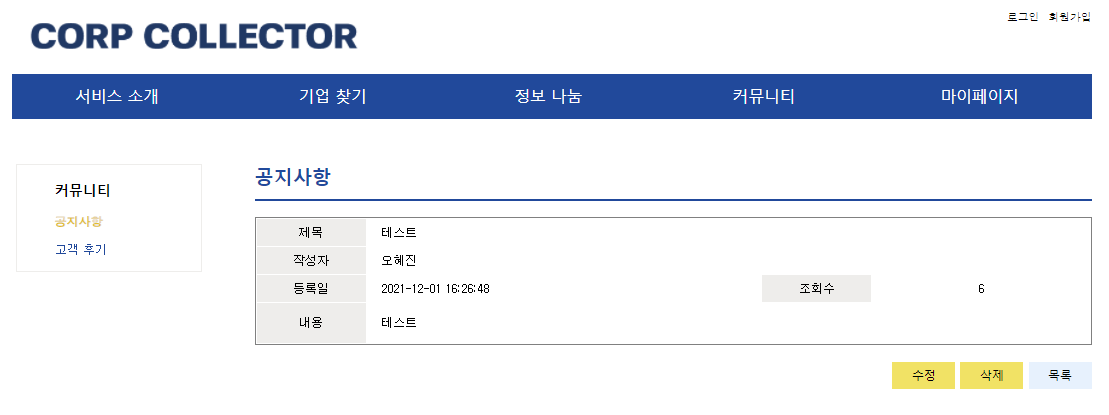 로그인 회원가입
CORP COLLECTOR
서비스 소개 기업 찾기 정보 나눔 커뮤니티 마이페이지
커뮤니티
공지사항
고객 후기
공지사항
제목 테스트
작성자 오혜진
등록일 2021-12-01 16:26:48 조회수 6
내용 테스트
수정 삭제 목록